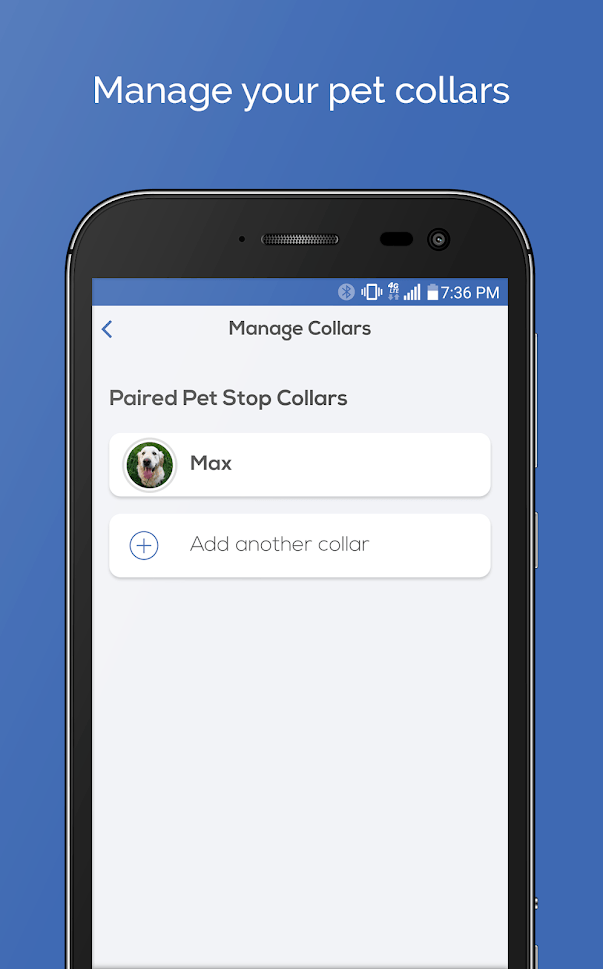 Manage your pet collars
4G LTE 7:36 PM
Manage Collars
Paired Pet Stop Collars
Max
Add another collar